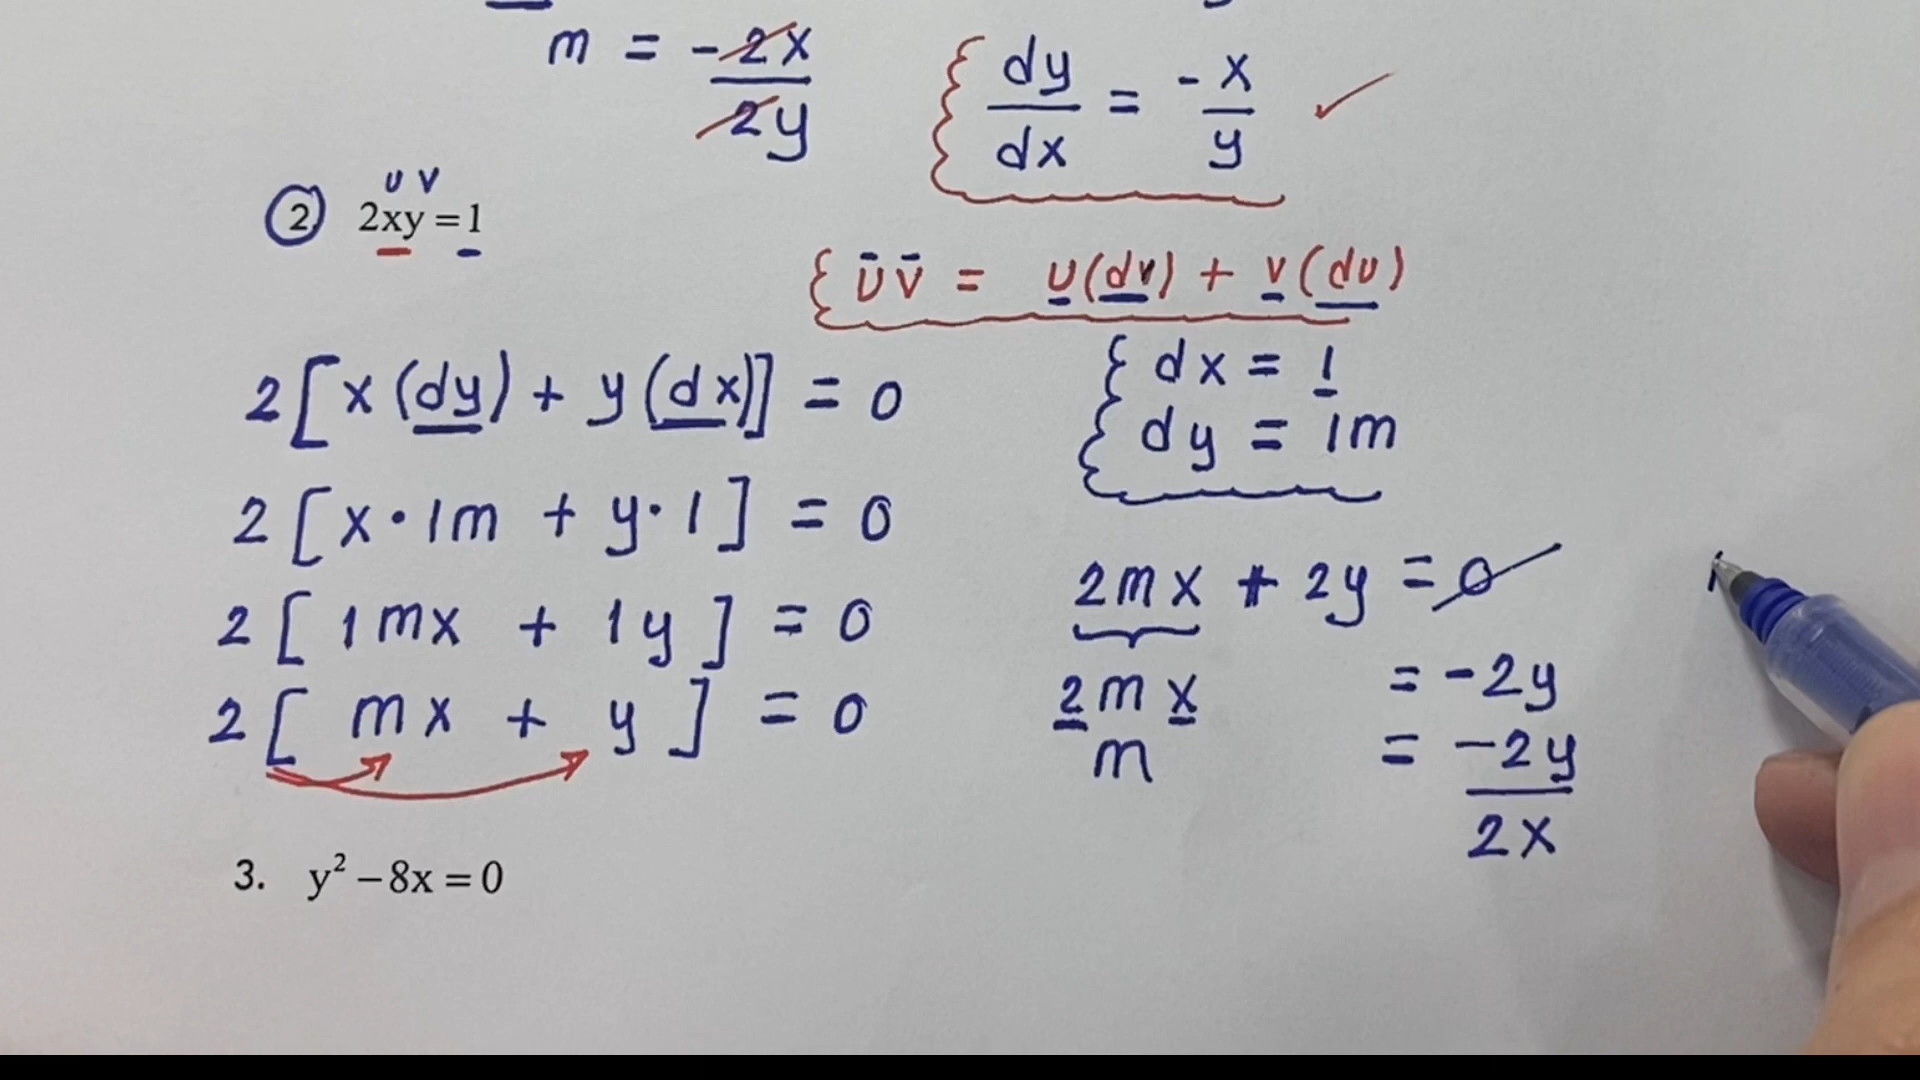 m = -2x/2y
dy/dx = -x/y ✓
u v
② 2xy = 1
{ ūv̄ = u(dv) + v(du)
2[x(dy) + y(dx)] = 0
{ dx = 1
dy = 1m
2[x·1m + y·1] = 0
2mx + 2y = 0
2[1mx + 1y] = 0
2mx = -2y
2[mx + y] = 0
m = -2y/2x
3. y² – 8x = 0